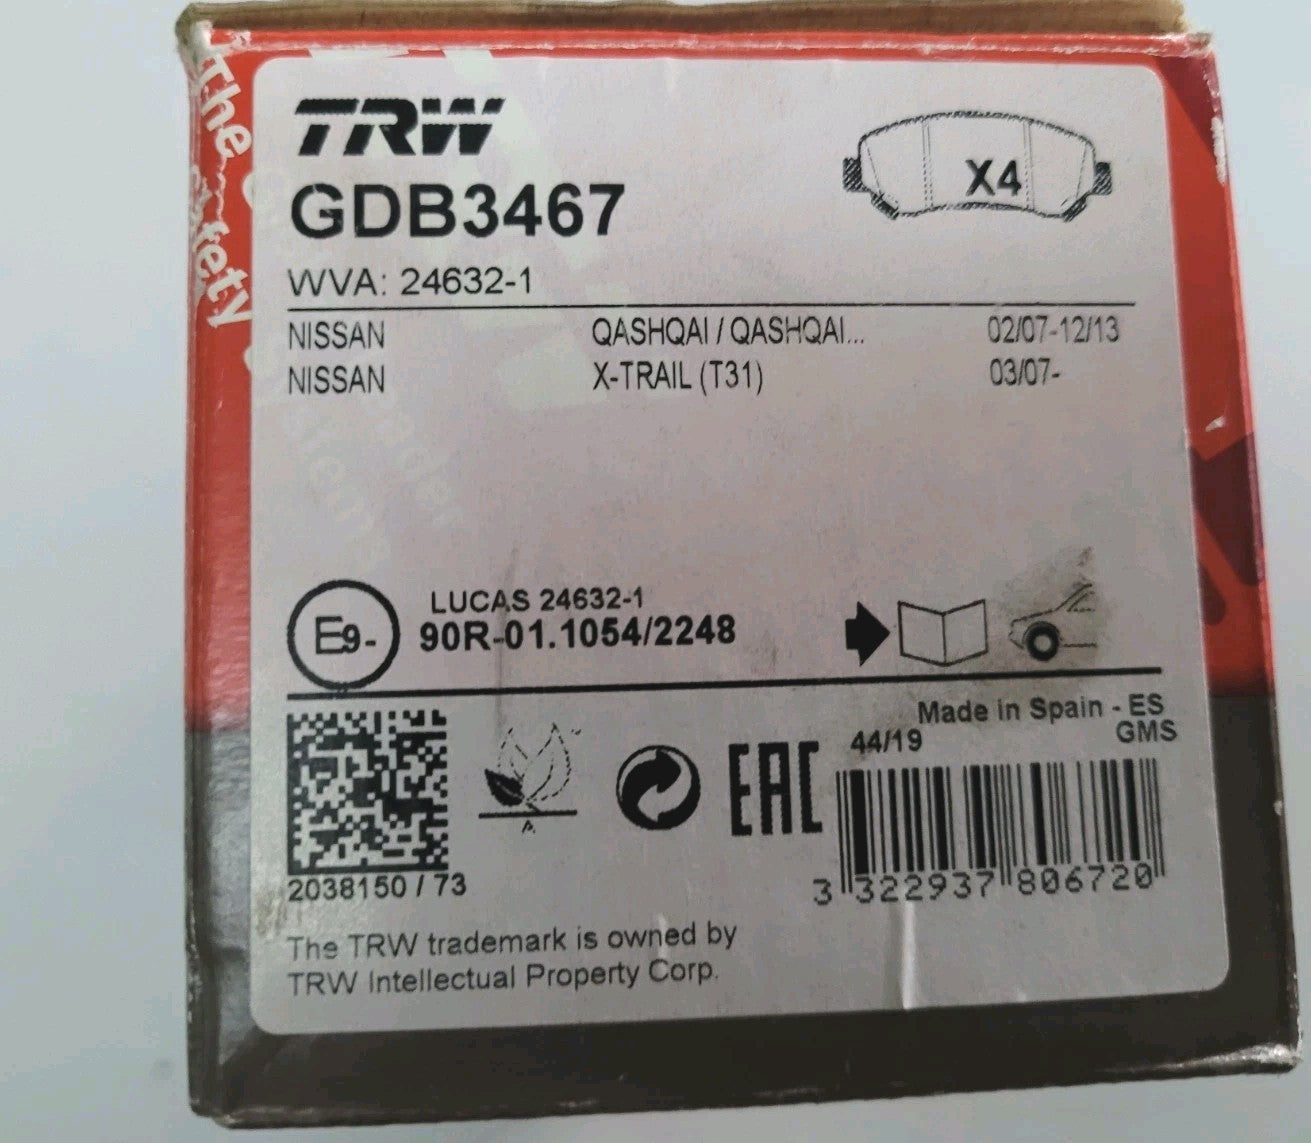 The
Safety
TRW
X4
GDB3467
WVA: 24632-1
NISSAN QASHQAI / QASHQAI... 02/07-12/13
NISSAN X-TRAIL (T31) 03/07-
E9-
LUCAS 24632-1
90R-01.1054/2248
Made in Spain - ES
44/19 GMS
EAC
A
2038150 / 73
3 322937 806720
The TRW trademark is owned by
TRW Intellectual Property Corp.